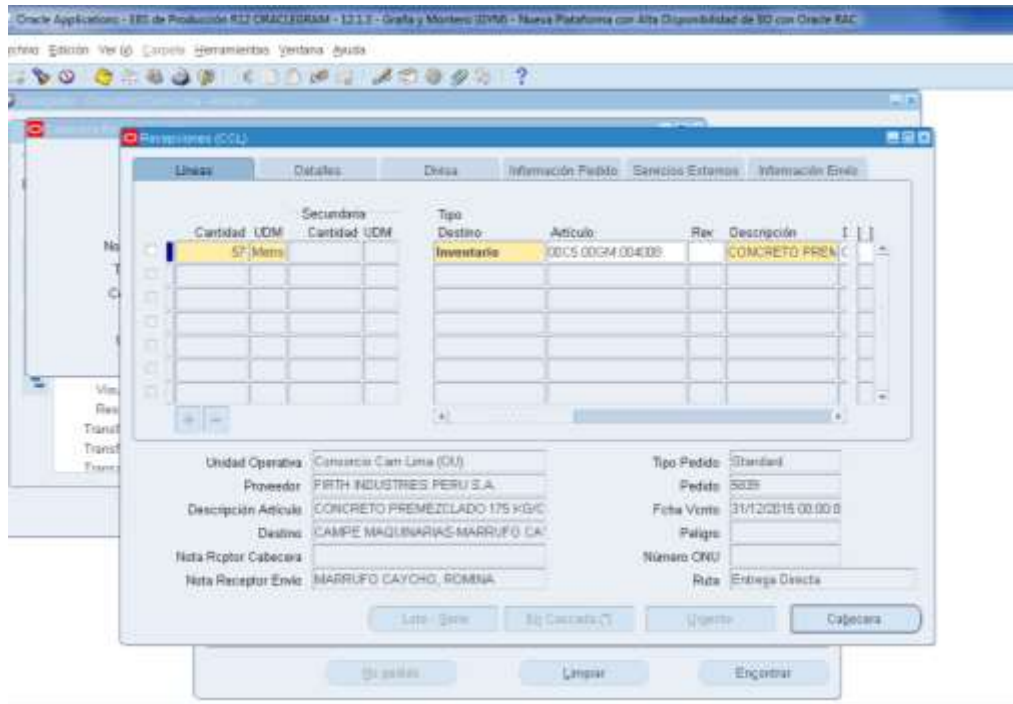 Oracle Applications - EBS de Producción R12 ORACLEGRAM - 12.1.3 - Graña y Montero (GYM) - Nueva Plataforma con Alta Disponibilidad de BD con Oracle RAC
Edición Ver Carpeta Herramientas Ventana Ayuda
Recepciones (CCL)
Líneas Detalles Divisa Información Pedido Servicios Externos Información Envío
Secundaria Tipo
Cantidad UDM Cantidad UDM Destino Artículo Rev Descripción
57 Metro Inventario CONCRETO PREM
Unidad Operativa Consorcio Cam Lima (OU) Tipo Pedido Standard
Proveedor FIRTH INDUSTRIES PERU S.A. Pedido 5839
Descripción Artículo CONCRETO PREMEZCLADO 175 KG/C Fcha Vcmto 31/12/2015 00:00:0
Destino CAMPE MAQUINARIAS-MARRUFO CA Peligro
Nota Rcptor Cabecera Número ONU
Nota Receptor Envío MARRUFO CAYCHO, ROMINA Ruta Entrega Directa
Lote - Serie En Cascada Urgente Cabecera
Limpiar Encontrar